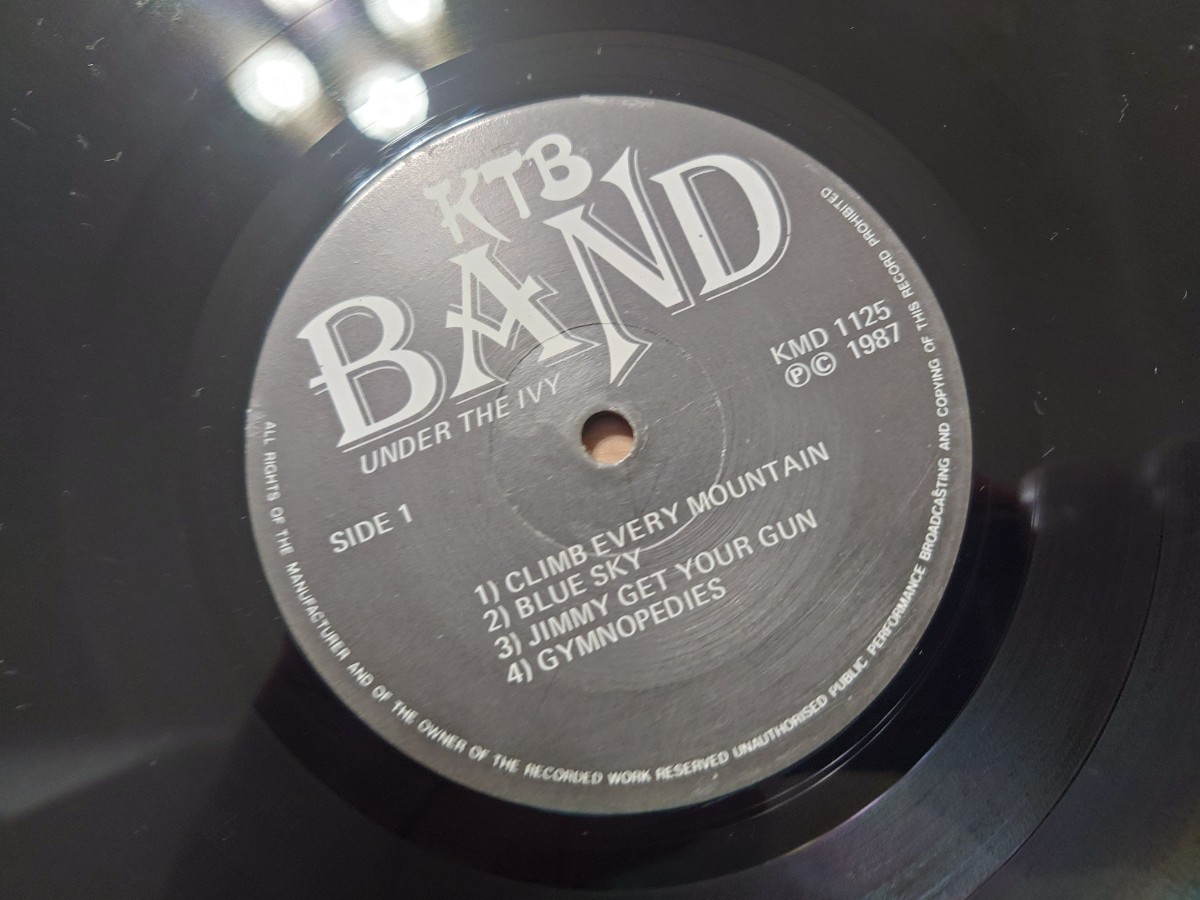 KTB
BAND
UNDER THE IVY
KMD 1125
Ⓟ© 1987
SIDE 1
1) CLIMB EVERY MOUNTAIN
2) BLUE SKY
3) JIMMY GET YOUR GUN
4) GYMNOPEDIES
ALL RIGHTS OF THE MANUFACTURER AND OF THE OWNER OF THE RECORDED WORK RESERVED UNAUTHORISED PUBLIC PERFORMANCE BROADCASTING AND COPYING OF THIS RECORD PROHIBITED